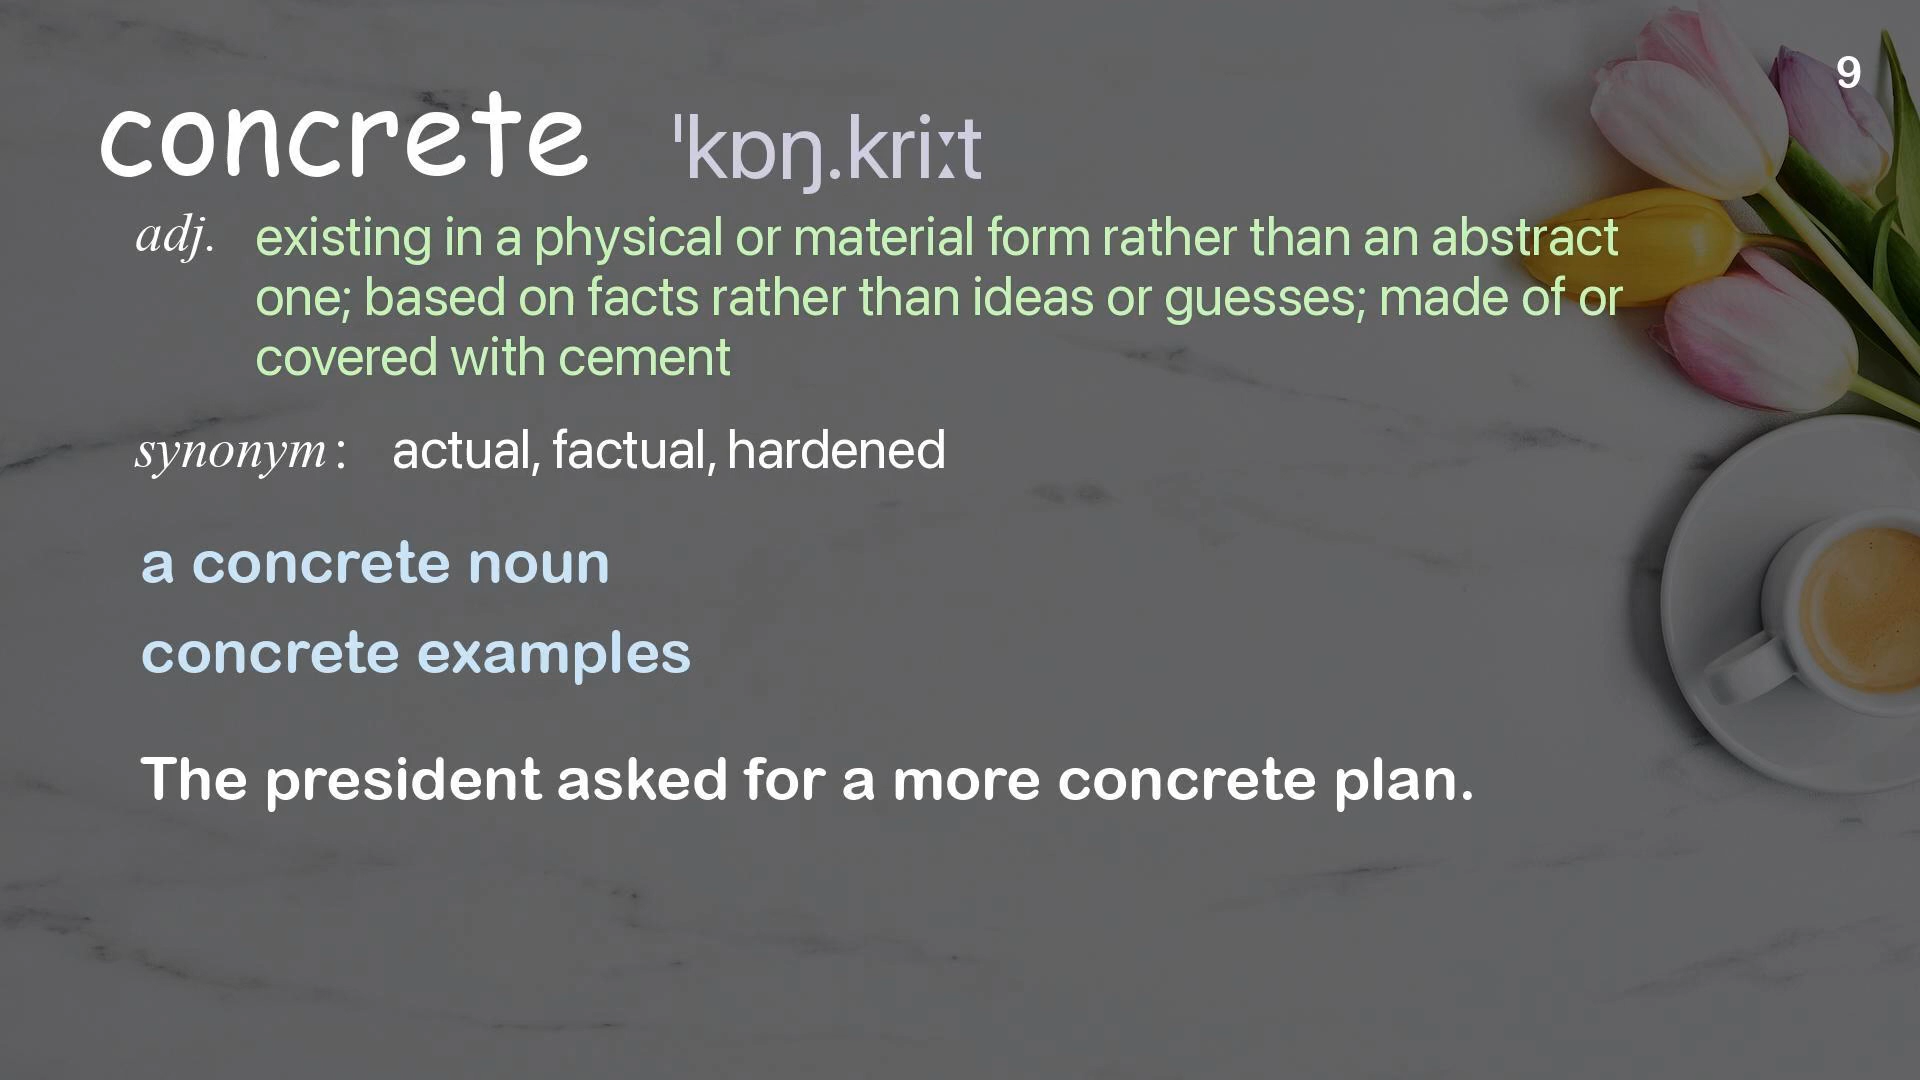 9
concrete ˈkɒŋ.kriːt
adj. existing in a physical or material form rather than an abstract
one; based on facts rather than ideas or guesses; made of or
covered with cement
synonym: actual, factual, hardened
a concrete noun
concrete examples
The president asked for a more concrete plan.